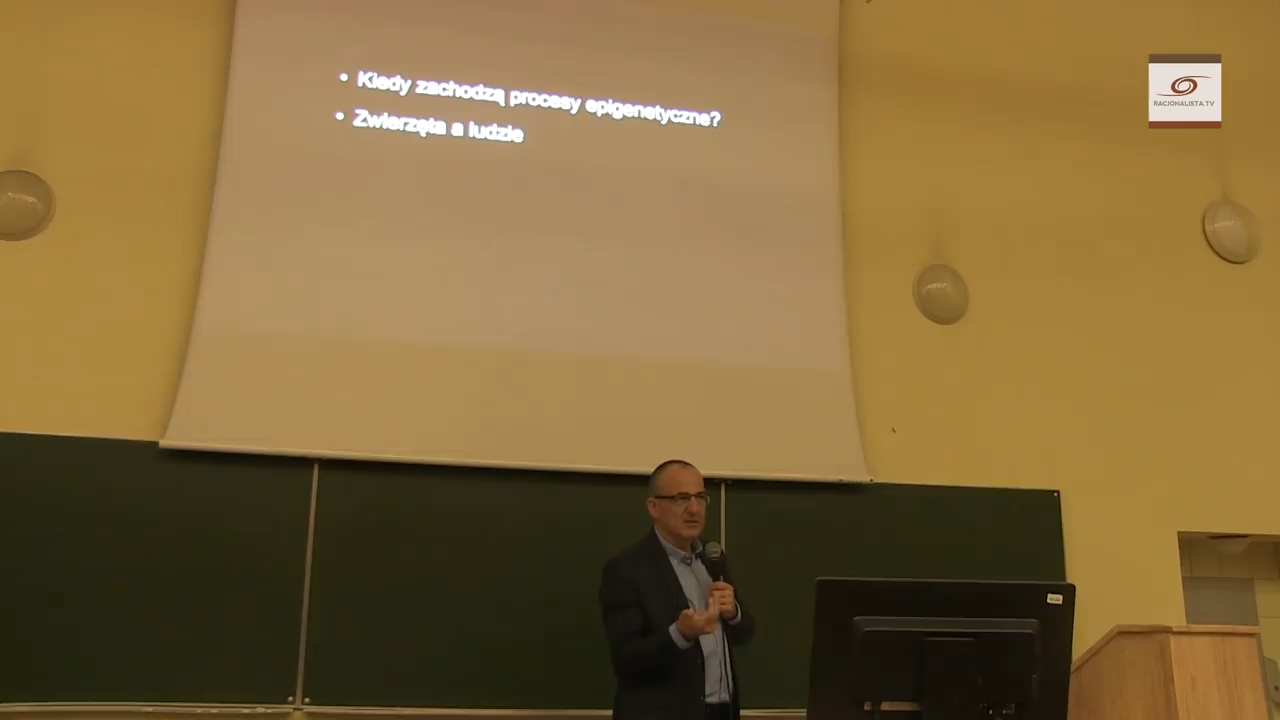 • Kiedy zachodzą procesy epigenetyczne?
• Zwierzęta a ludzie
RACJONALISTA.TV